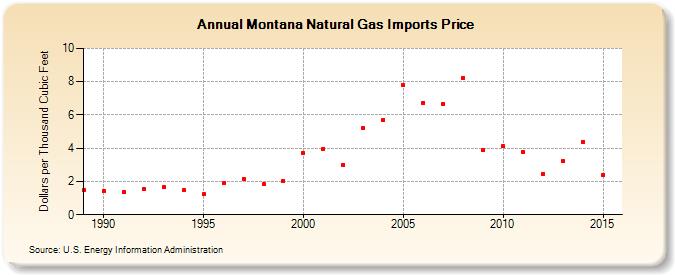 Annual Montana Natural Gas Imports Price
Dollars per Thousand Cubic Feet
10
8
6
4
2
0
1990 1995 2000 2005 2010 2015
Source: U.S. Energy Information Administration